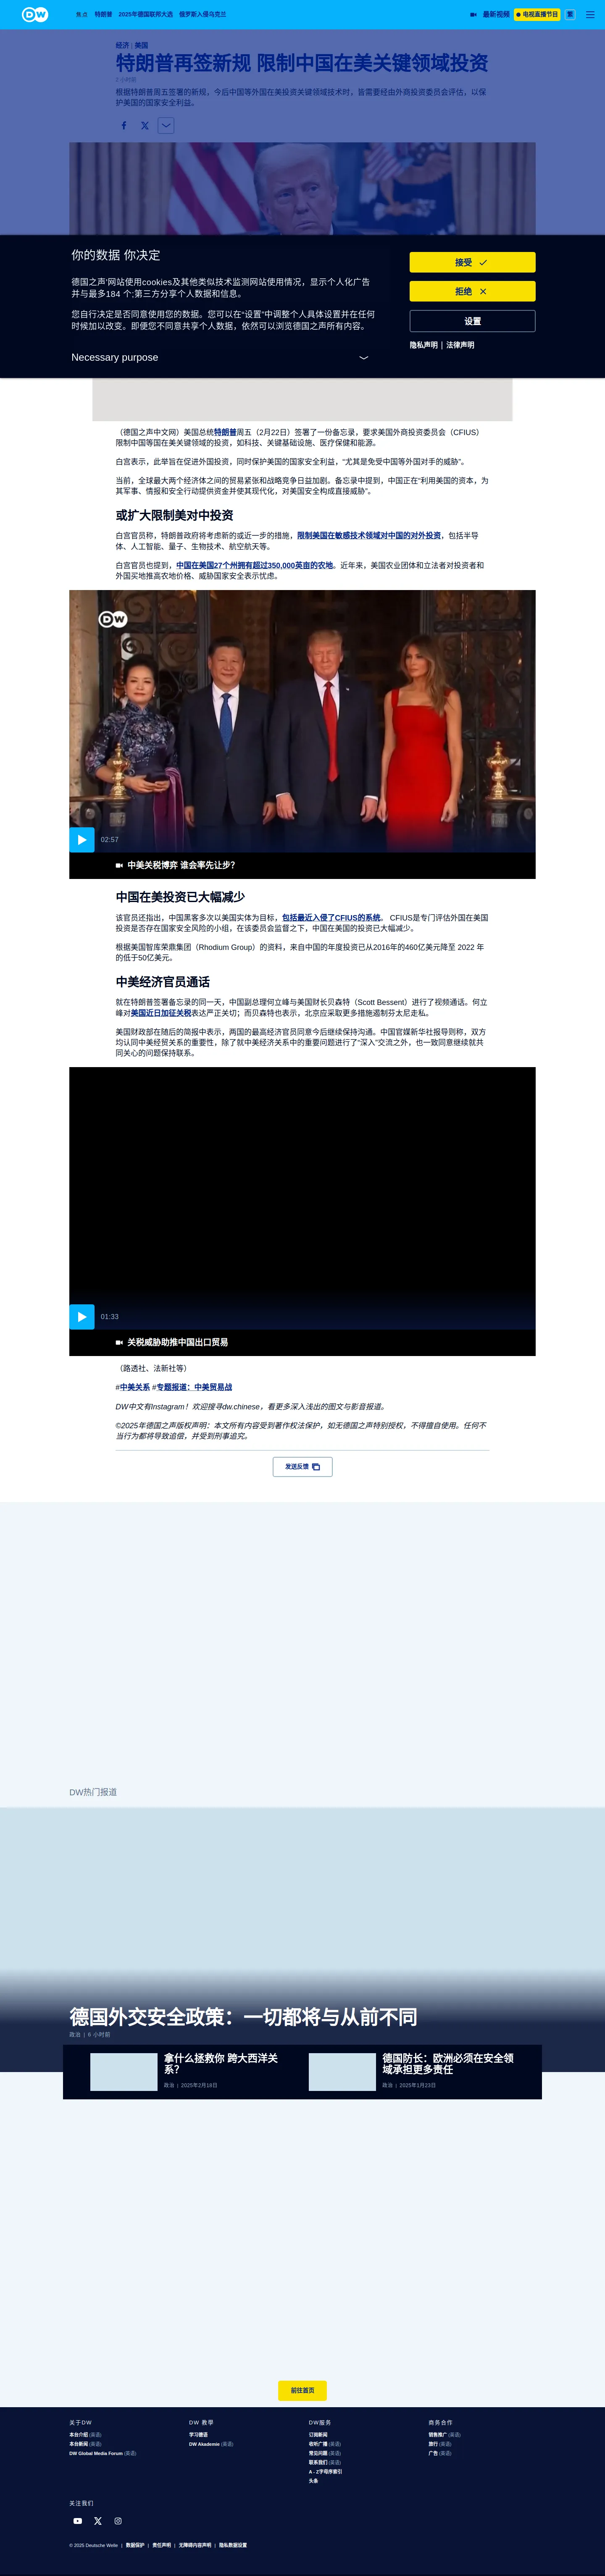 DW
焦点 特朗普 2025年德国联邦大选 俄罗斯入侵乌克兰
最新视频 电视直播节目 繁
经济 | 美国
特朗普再签新规 限制中国在美关键领域投资
2 小时前
根据特朗普周五签署的新规，今后中国等外国在美投资关键领域技术时，皆需要经由外商投资委员会评估，以保
护美国的国家安全利益。
你的数据 你决定
德国之声'网站使用cookies及其他类似技术监测网站使用情况，显示个人化广告
并与最多184 个;第三方分享个人数据和信息。
您自行决定是否同意使用您的数据。您可以在“设置”中调整个人具体设置并在任何
时候加以改变。即便您不同意共享个人数据，依然可以浏览德国之声所有内容。
Necessary purpose
接受
拒绝
设置
隐私声明 | 法律声明
（德国之声中文网）美国总统特朗普周五（2月22日）签署了一份备忘录，要求美国外商投资委员会（CFIUS）
限制中国等国在美关键领域的投资，如科技、关键基础设施、医疗保健和能源。
白宫表示，此举旨在促进外国投资，同时保护美国的国家安全利益，“尤其是免受中国等外国对手的威胁”。
当前，全球最大两个经济体之间的贸易紧张和战略竞争日益加剧。备忘录中提到，中国正在“利用美国的资本，为
其军事、情报和安全行动提供资金并使其现代化，对美国安全构成直接威胁”。
或扩大限制美对中投资
白宫官员称，特朗普政府将考虑新的或近一步的措施，限制美国在敏感技术领域对中国的对外投资，包括半导
体、人工智能、量子、生物技术、航空航天等。
白宫官员也提到，中国在美国27个州拥有超过350,000英亩的农地。近年来，美国农业团体和立法者对投资者和
外国买地推高农地价格、威胁国家安全表示忧虑。
DW
02:57
中美关税博弈 谁会率先让步？
中国在美投资已大幅减少
该官员还指出，中国黑客多次以美国实体为目标，包括最近入侵了CFIUS的系统。 CFIUS是专门评估外国在美国
投资是否存在国家安全风险的小组，在该委员会监督之下，中国在美国的投资已大幅减少。
根据美国智库荣鼎集团（Rhodium Group）的资料，来自中国的年度投资已从2016年的460亿美元降至 2022 年
的低于50亿美元。
中美经济官员通话
就在特朗普签署备忘录的同一天，中国副总理何立峰与美国财长贝森特（Scott Bessent）进行了视频通话。何立
峰对美国近日加征关税表达严正关切；而贝森特也表示，北京应采取更多措施遏制芬太尼走私。
美国财政部在随后的简报中表示，两国的最高经济官员同意今后继续保持沟通。中国官媒新华社报导则称，双方
均认同中美经贸关系的重要性，除了就中美经济关系中的重要问题进行了“深入”交流之外，也一致同意继续就共
同关心的问题保持联系。
01:33
关税威胁助推中国出口贸易
（路透社、法新社等）
#中美关系 #专题报道：中美贸易战
DW中文有Instagram！欢迎搜寻dw.chinese，看更多深入浅出的图文与影音报道。
©2025年德国之声版权声明：本文所有内容受到著作权法保护，如无德国之声特别授权，不得擅自使用。任何不
当行为都将导致追偿，并受到刑事追究。
发送反馈
DW热门报道
德国外交安全政策：一切都将与从前不同
政治 | 6 小时前
拿什么拯救你 跨大西洋关
系？
政治 | 2025年2月18日
德国防长：欧洲必须在安全领
域承担更多责任
政治 | 2025年1月23日
前往首页
关于DW
本台介绍 (英语)
本台新闻 (英语)
DW Global Media Forum (英语)
DW 教學
学习德语
DW Akademie (英语)
DW服务
订阅新闻
收听广播 (英语)
常见问题 (英语)
联系我们 (英语)
A - Z字母序索引
头条
商务合作
销售推广 (英语)
旅行 (英语)
广告 (英语)
关注我们
© 2025 Deutsche Welle | 数据保护 | 责任声明 | 无障碍内容声明 | 隐私数据设置